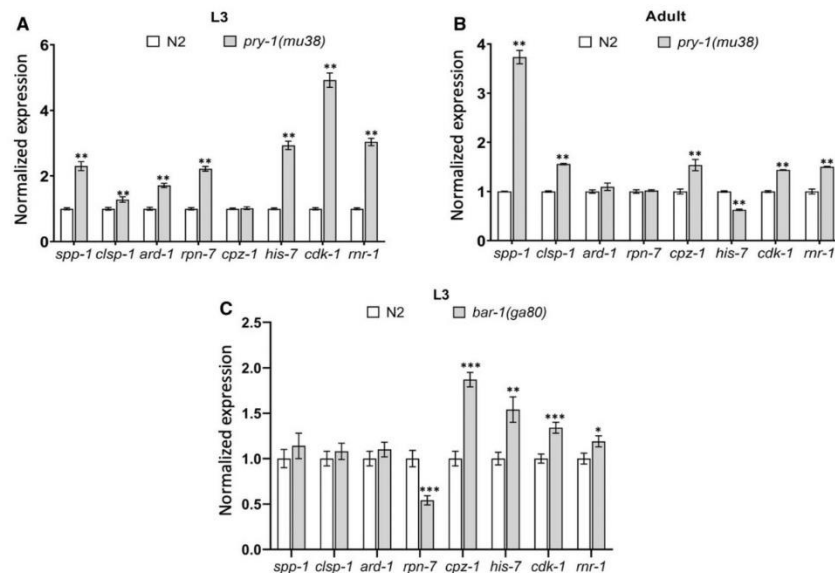 A
L3
N2 pry-1(mu38)
Normalized expression
6
4
2
0
** ** ** ** ** ** **
spp-1 clsp-1 ard-1 rpn-7 cpz-1 his-7 cdk-1 rnr-1
B
Adult
N2 pry-1(mu38)
Normalized expression
4
3
2
1
0
** ** ** ** ** **
spp-1 clsp-1 ard-1 rpn-7 cpz-1 his-7 cdk-1 rnr-1
C
L3
N2 bar-1(ga80)
Normalized expression
2.5
2.0
1.5
1.0
0.5
0.0
*** *** ** *** *
spp-1 clsp-1 ard-1 rpn-7 cpz-1 his-7 cdk-1 rnr-1